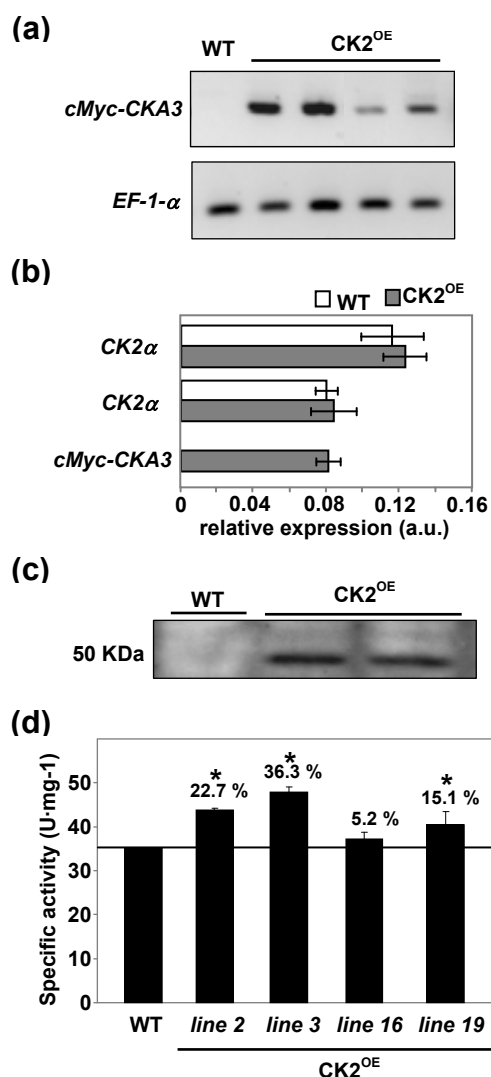 (a)
WT CK2OE
cMyc-CKA3
EF-1-α
(b)
WT CK2OE
CK2α
CK2α
cMyc-CKA3
0 0.04 0.08 0.12 0.16
relative expression (a.u.)
(c)
WT CK2OE
50 KDa
(d)
Specific activity (U·mg-1)
60
50
40
30
20
10
0
* 22.7 %
* 36.3 %
5.2 %
* 15.1 %
WT line 2 line 3 line 16 line 19
CK2OE